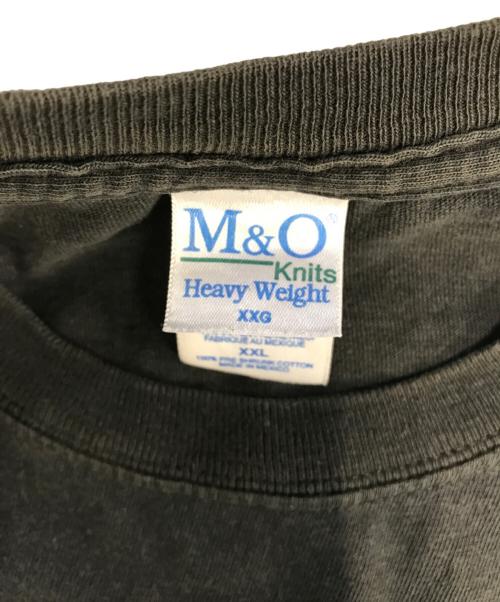 M&O®
Knits
Heavy Weight
XXG
FABRIQUE AU MEXIQUE
XXL
100% PRE SHRUNK COTTON
MADE IN MEXICO